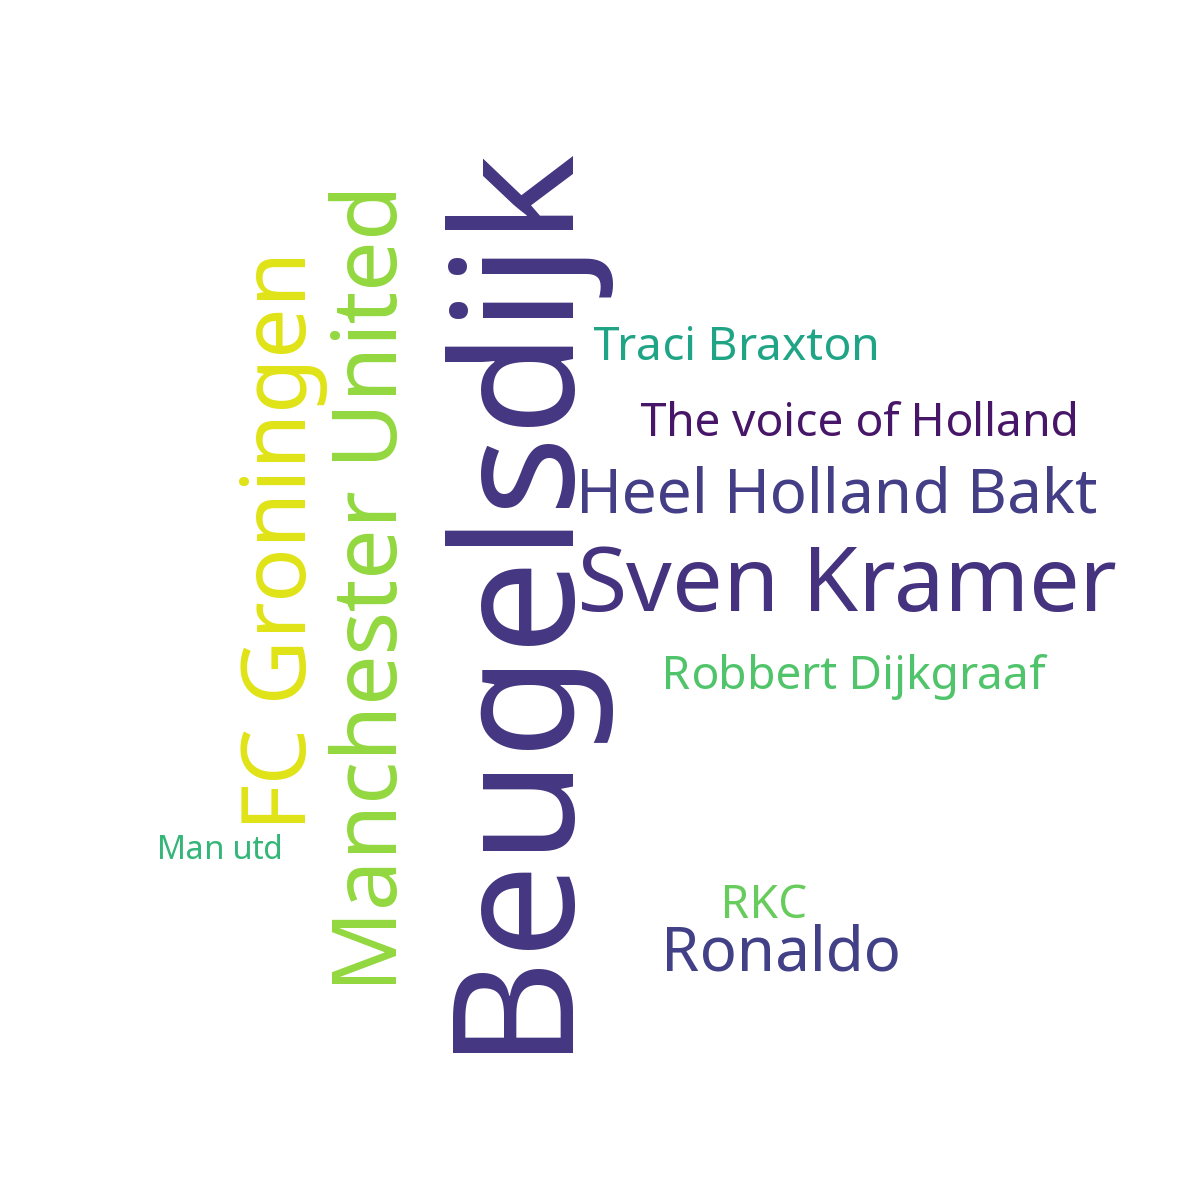 FC Groningen
Manchester United
Beugelsdijk
Traci Braxton
The voice of Holland
Heel Holland Bakt
Sven Kramer
Robbert Dijkgraaf
Man utd
RKC
Ronaldo